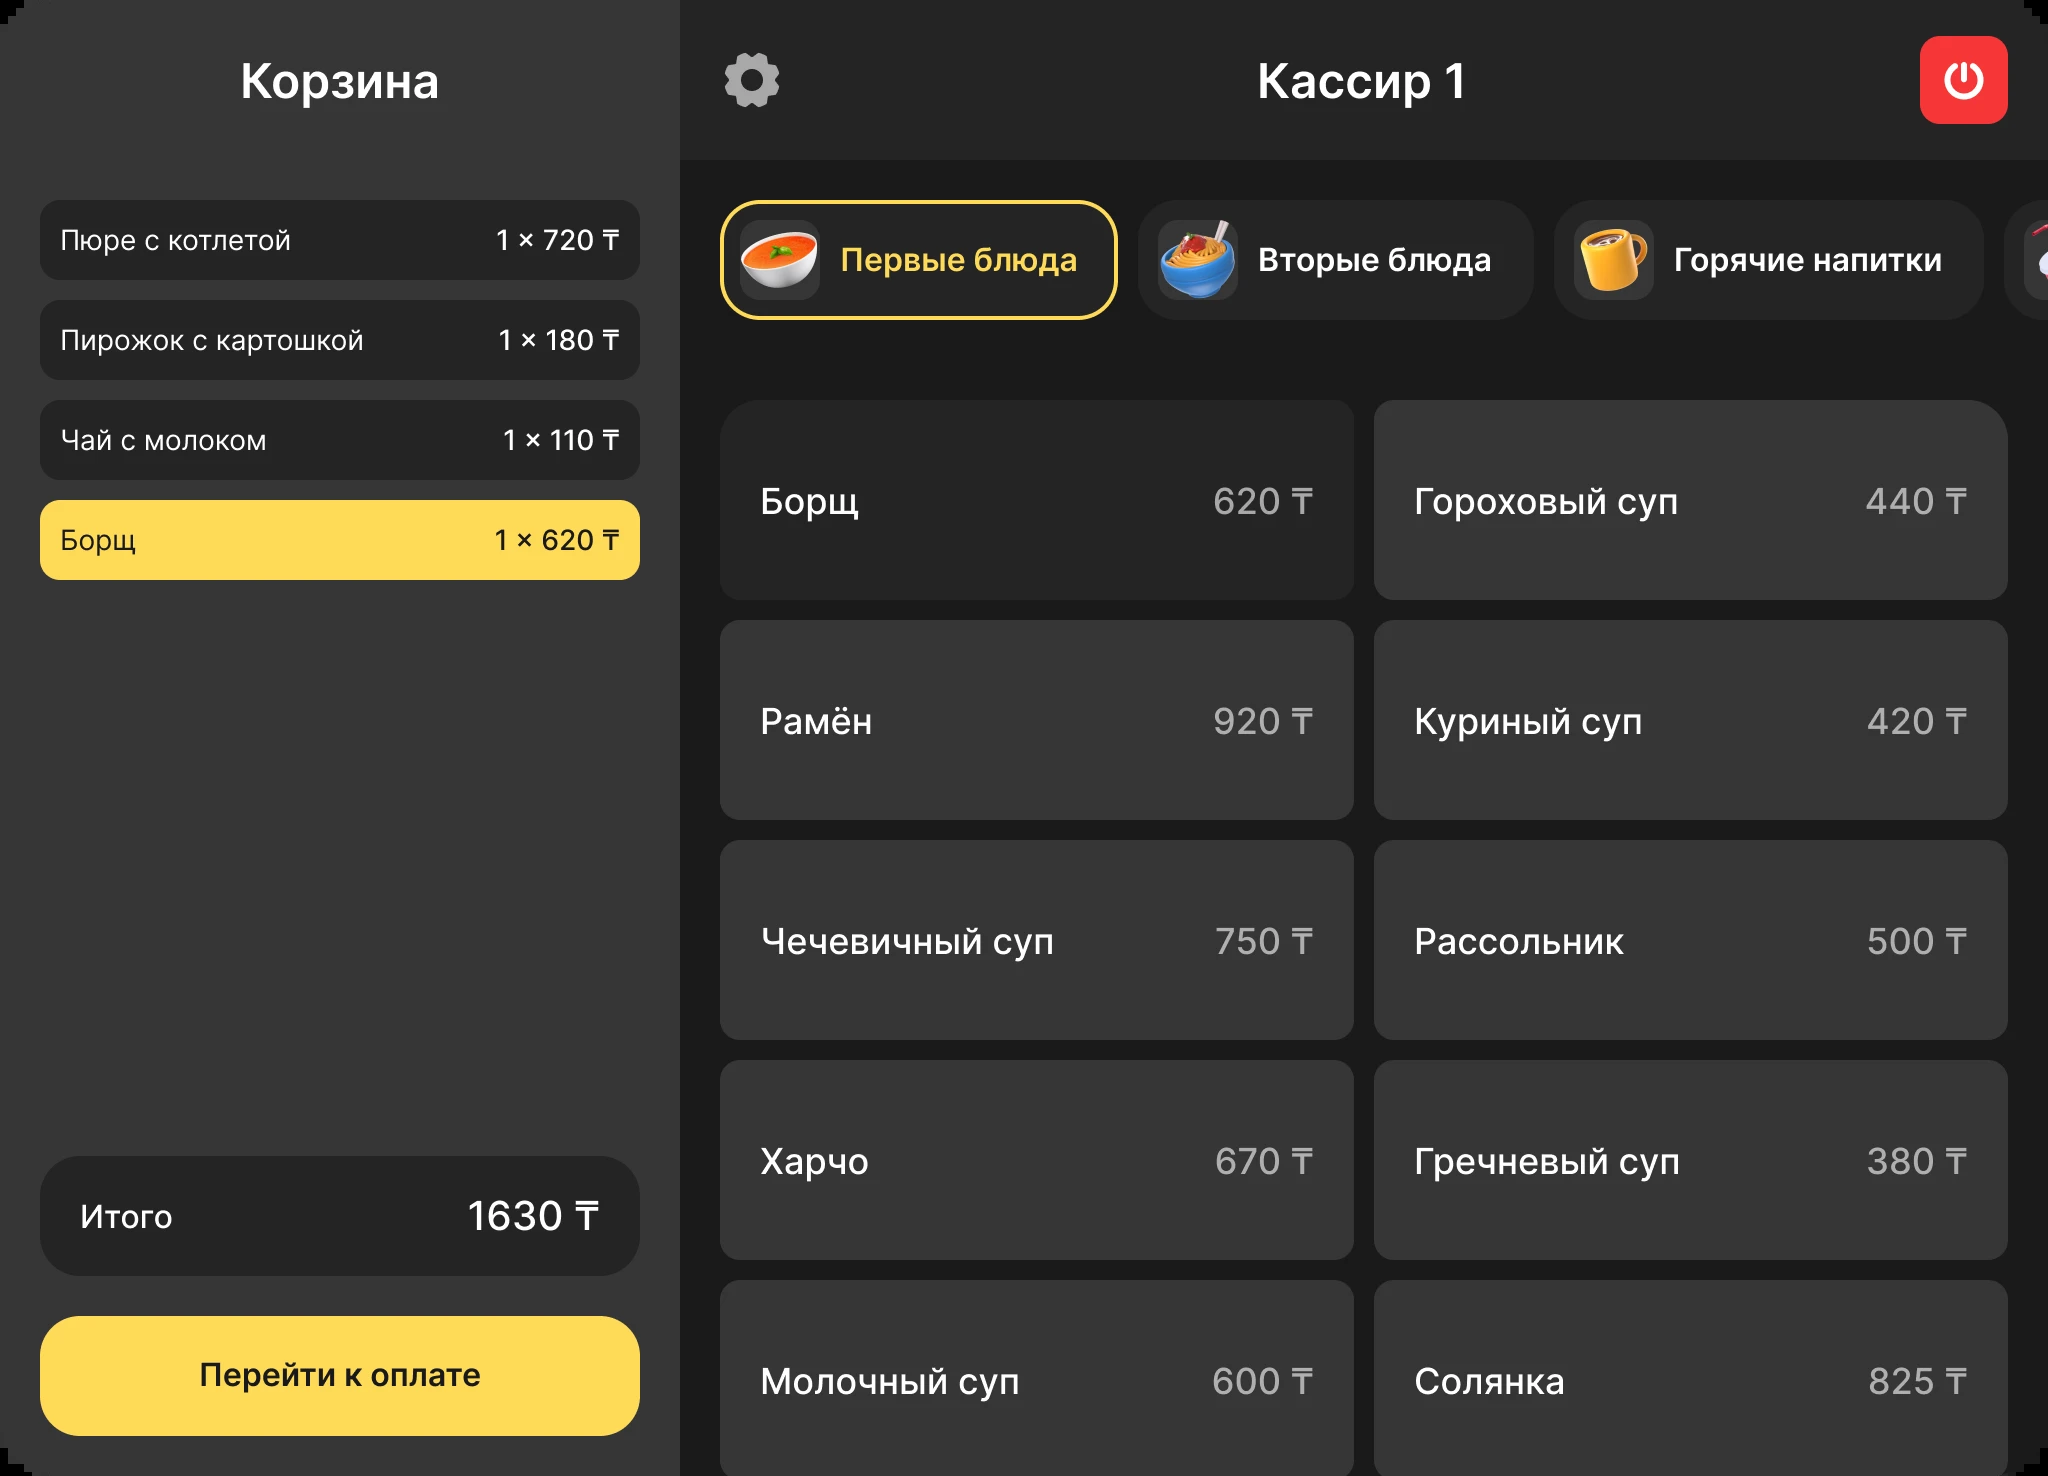 Корзина
Пюре с котлетой 1 × 720 ₸
Пирожок с картошкой 1 × 180 ₸
Чай с молоком 1 × 110 ₸
Борщ 1 × 620 ₸
Итого 1630 ₸
Перейти к оплате
Кассир 1
Первые блюда Вторые блюда Горячие напитки
Борщ 620 ₸ Гороховый суп 440 ₸
Рамён 920 ₸ Куриный суп 420 ₸
Чечевичный суп 750 ₸ Рассольник 500 ₸
Харчо 670 ₸ Гречневый суп 380 ₸
Молочный суп 600 ₸ Солянка 825 ₸